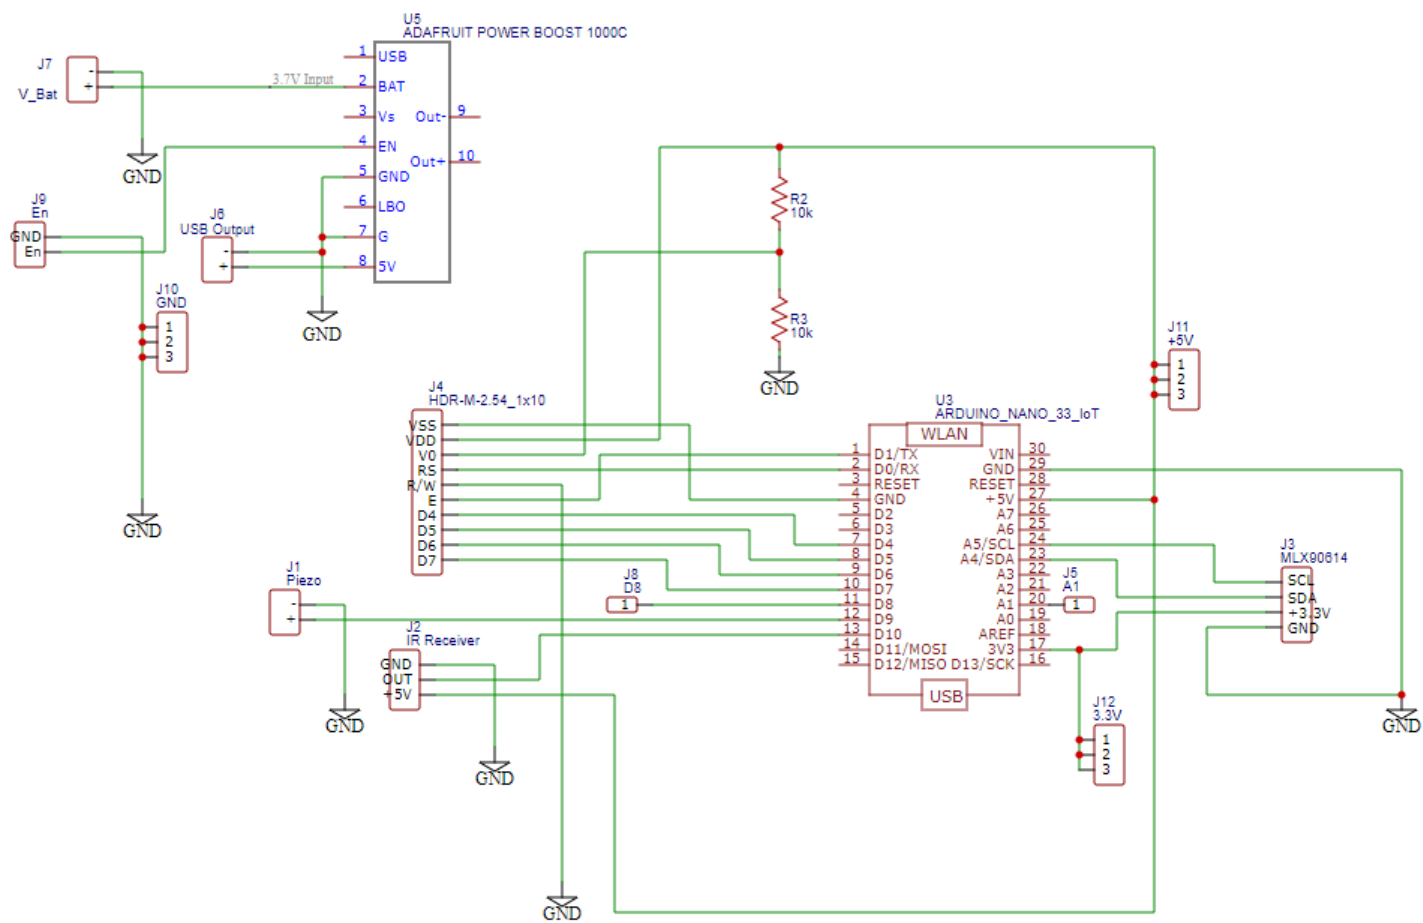 U5
ADAFRUIT POWER BOOST 1000C
1 USB
2 BAT
3 Vs
4 EN
5 GND
6 LBO
7 G
8 5V
Out- 9
Out+ 10
3.7V Input
J7
V_Bat
-
+
GND
J9
En
GND
En
J6
USB Output
-
+
GND
J10
GND
1
2
3
GND
R2
10k
R3
10k
GND
J11
+5V
1
2
3
J4
HDR-M-2.54_1x10
VSS
VDD
V0
RS
R/W
E
D4
D5
D6
D7
U3
ARDUINO_NANO_33_IoT
WLAN
1 D1/TX
2 D0/RX
3 RESET
4 GND
5 D2
6 D3
7 D4
8 D5
9 D6
10 D7
11 D8
12 D9
13 D10
14 D11/MOSI
15 D12/MISO
VIN 30
GND 29
RESET 28
+5V 27
A7 26
A6 25
A5/SCL 24
A4/SDA 23
A3 22
A2 21
A1 20
A0 19
AREF 18
3V3 17
D13/SCK 16
USB
J8
D8
1
J5
A1
1
J3
MLX90614
SCL
SDA
+3.3V
GND
GND
J1
Piezo
-
+
GND
J2
IR Receiver
GND
OUT
+5V
GND
J12
3.3V
1
2
3
GND